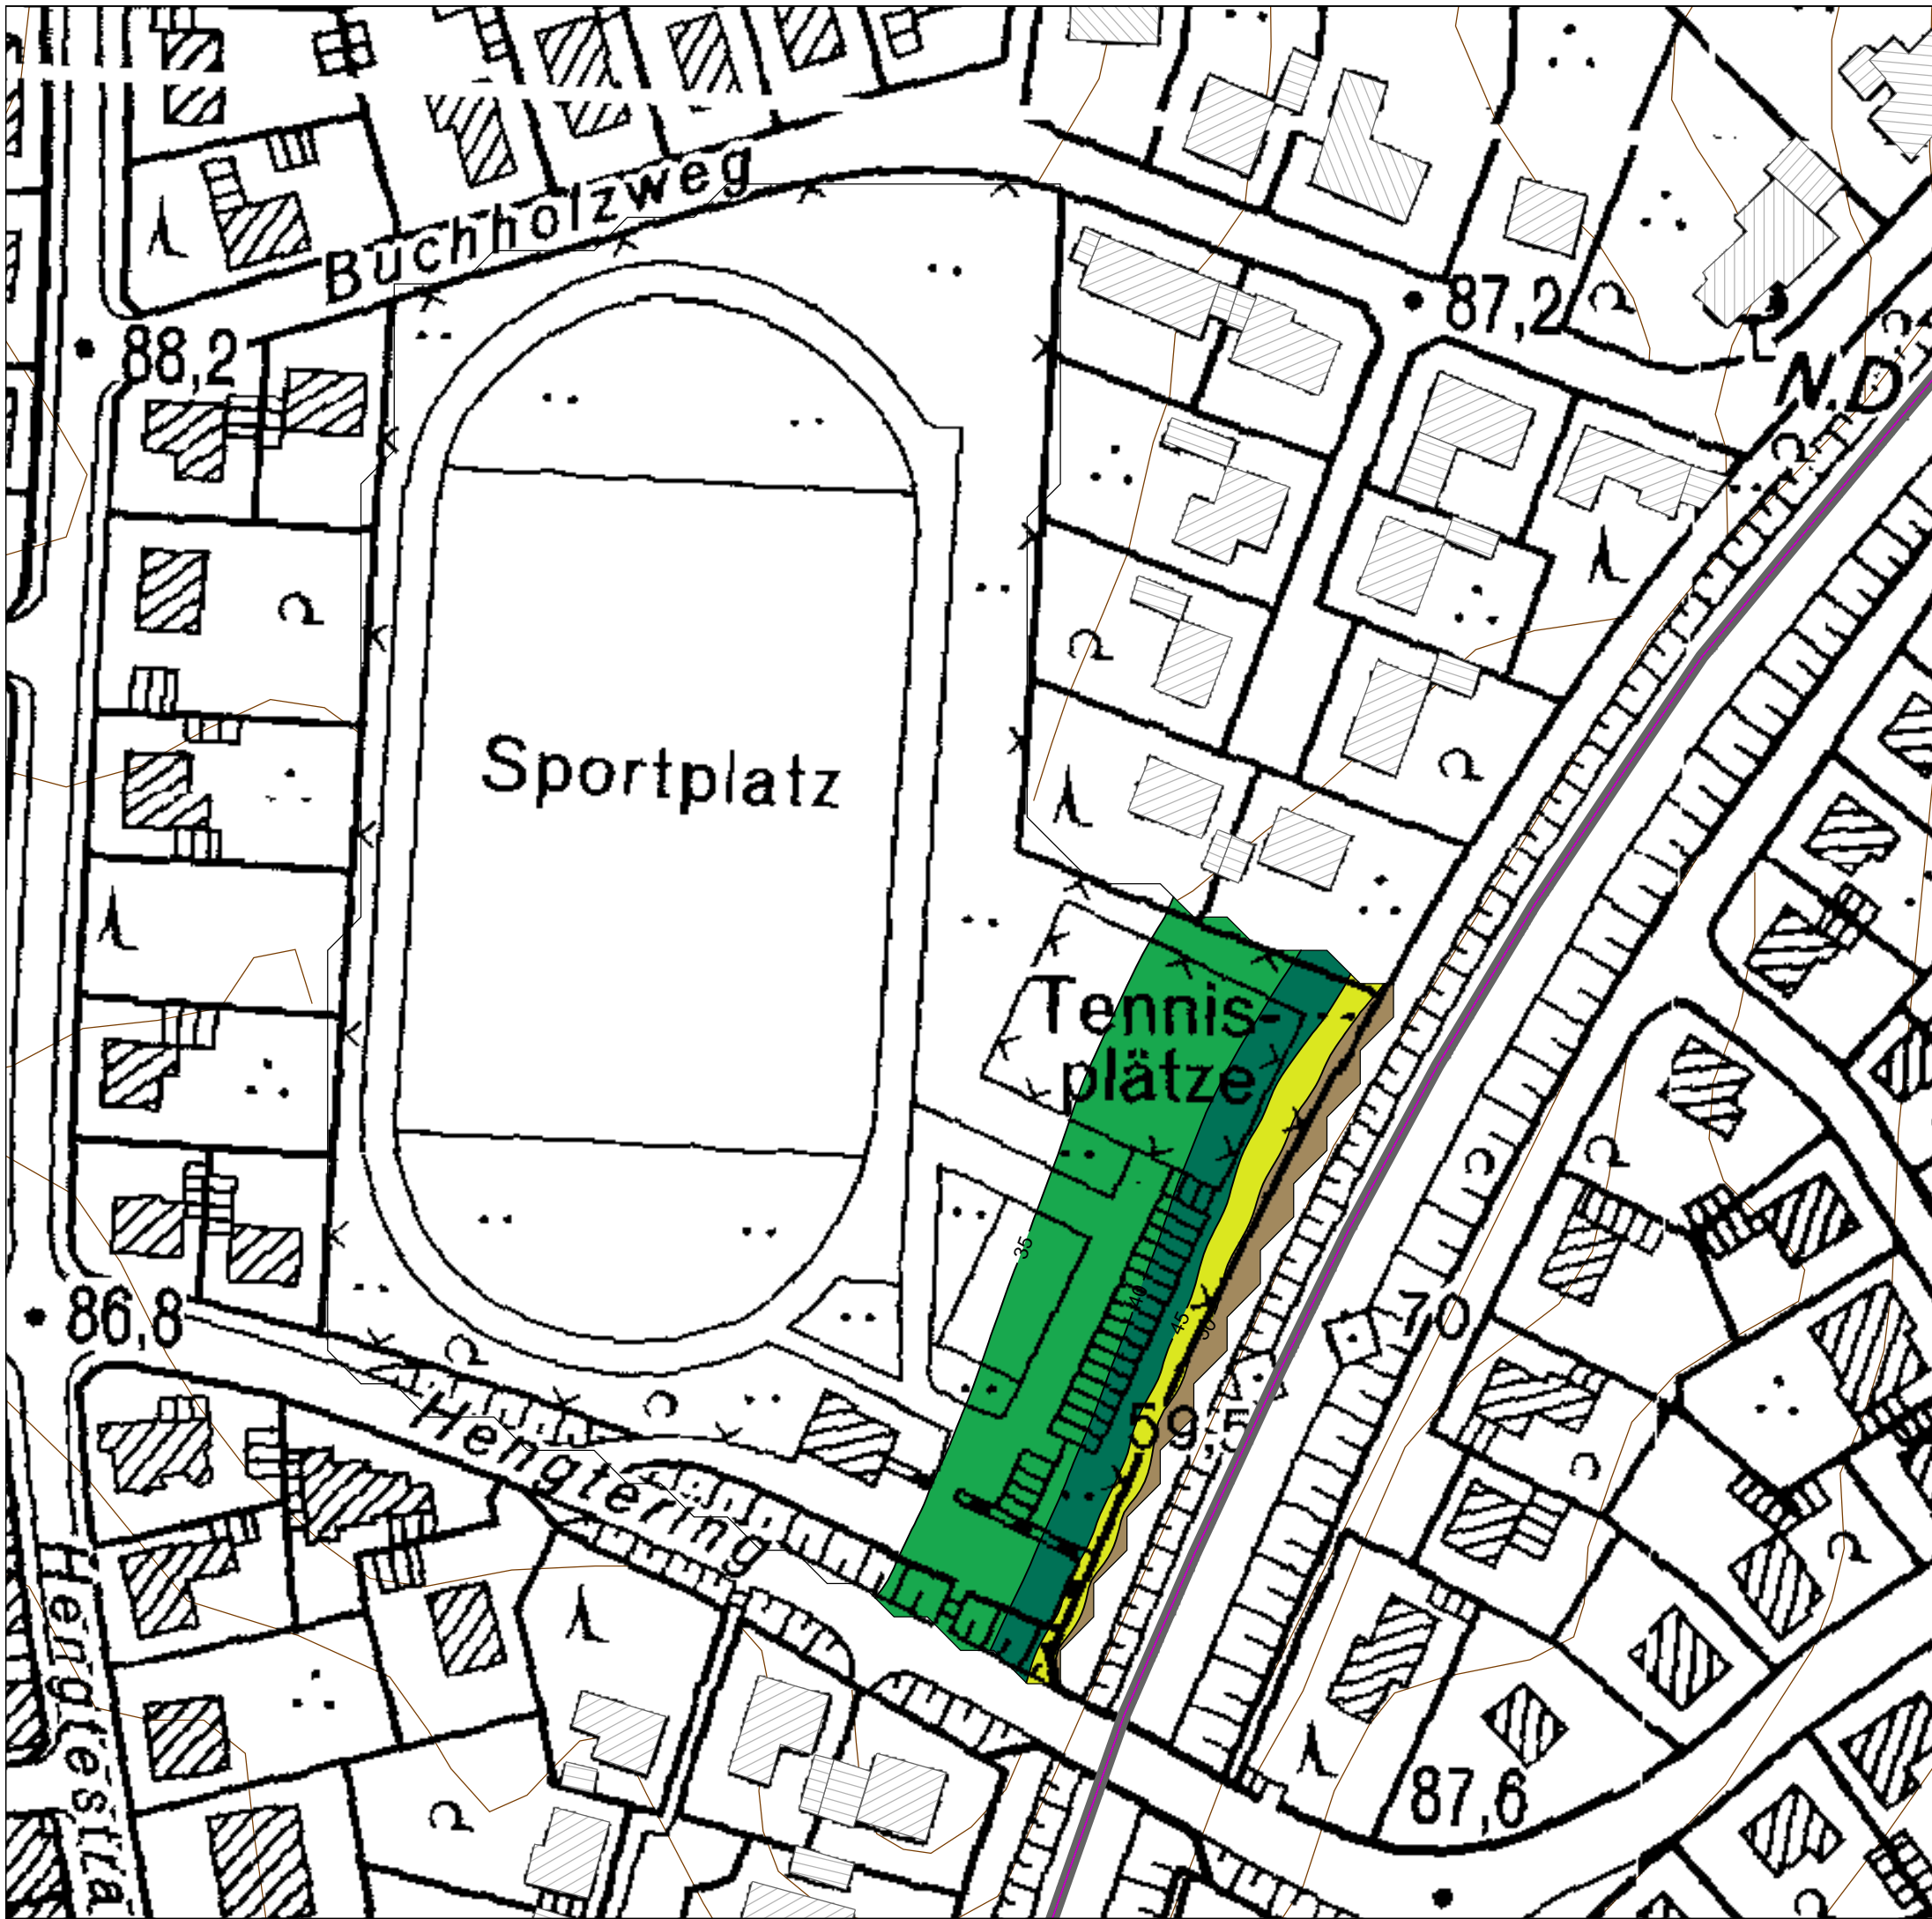 Buchholzweg
88,2
87,2
N.D
Sportplatz
Tennis-
plätze
35
40
45
50
86,8
70
59,5
Hengtering
Hengtestra
87,6